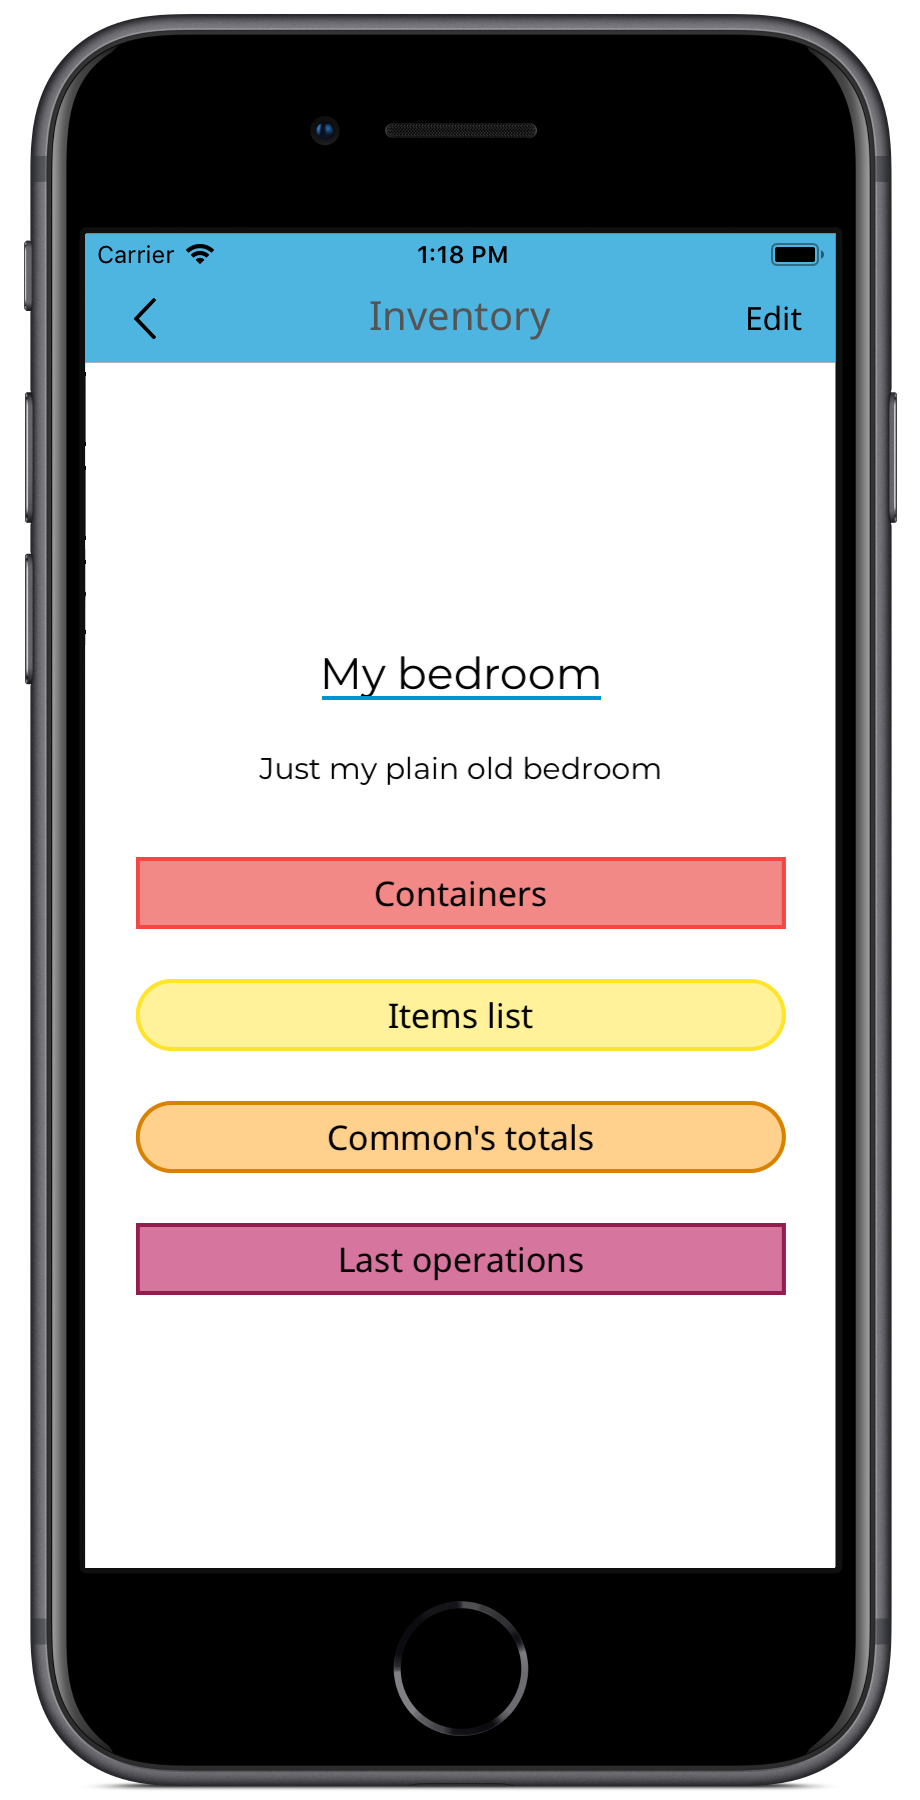 Carrier 1:18 PM
Inventory Edit
My bedroom
Just my plain old bedroom
Containers
Items list
Common's totals
Last operations